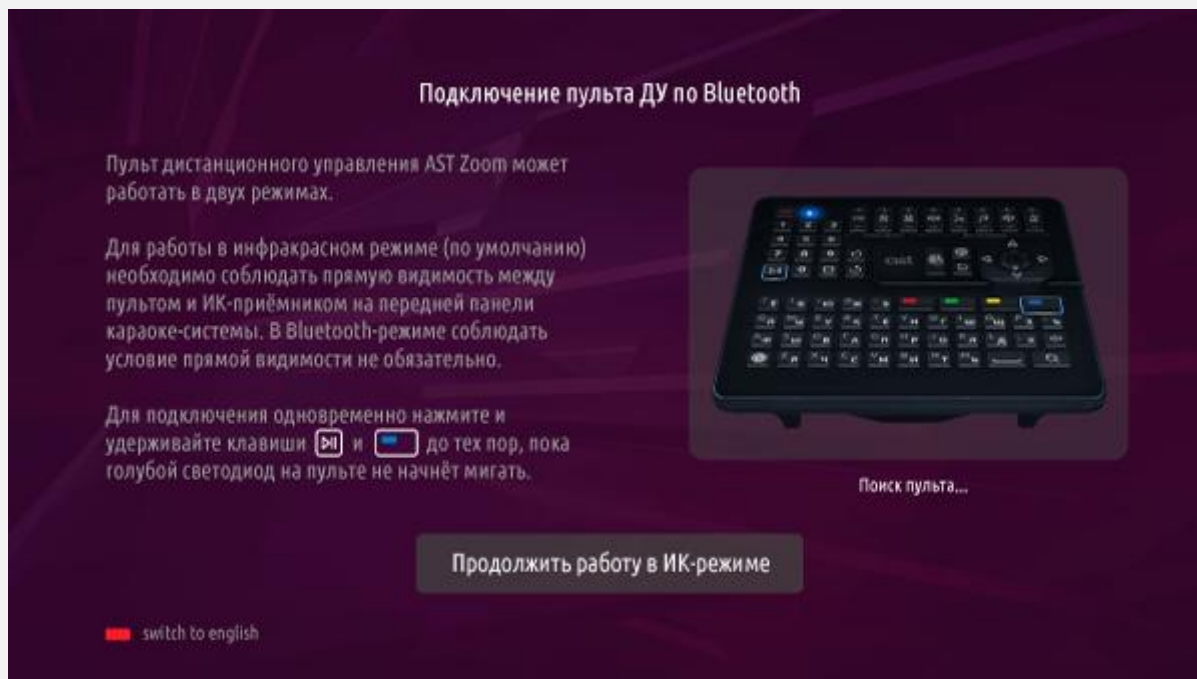 Подключение пульта ДУ по Bluetooth
Пульт дистанционного управления AST Zoom может
работать в двух режимах.
Для работы в инфракрасном режиме (по умолчанию)
необходимо соблюдать прямую видимость между
пультом и ИК-приёмником на передней панели
караоке-системы. В Bluetooth-режиме соблюдать
условие прямой видимости не обязательно.
Для подключения одновременно нажмите и
удерживайте клавиши и до тех пор, пока
голубой светодиод на пульте не начнёт мигать.
ast
Поиск пульта...
Продолжить работу в ИК-режиме
switch to english